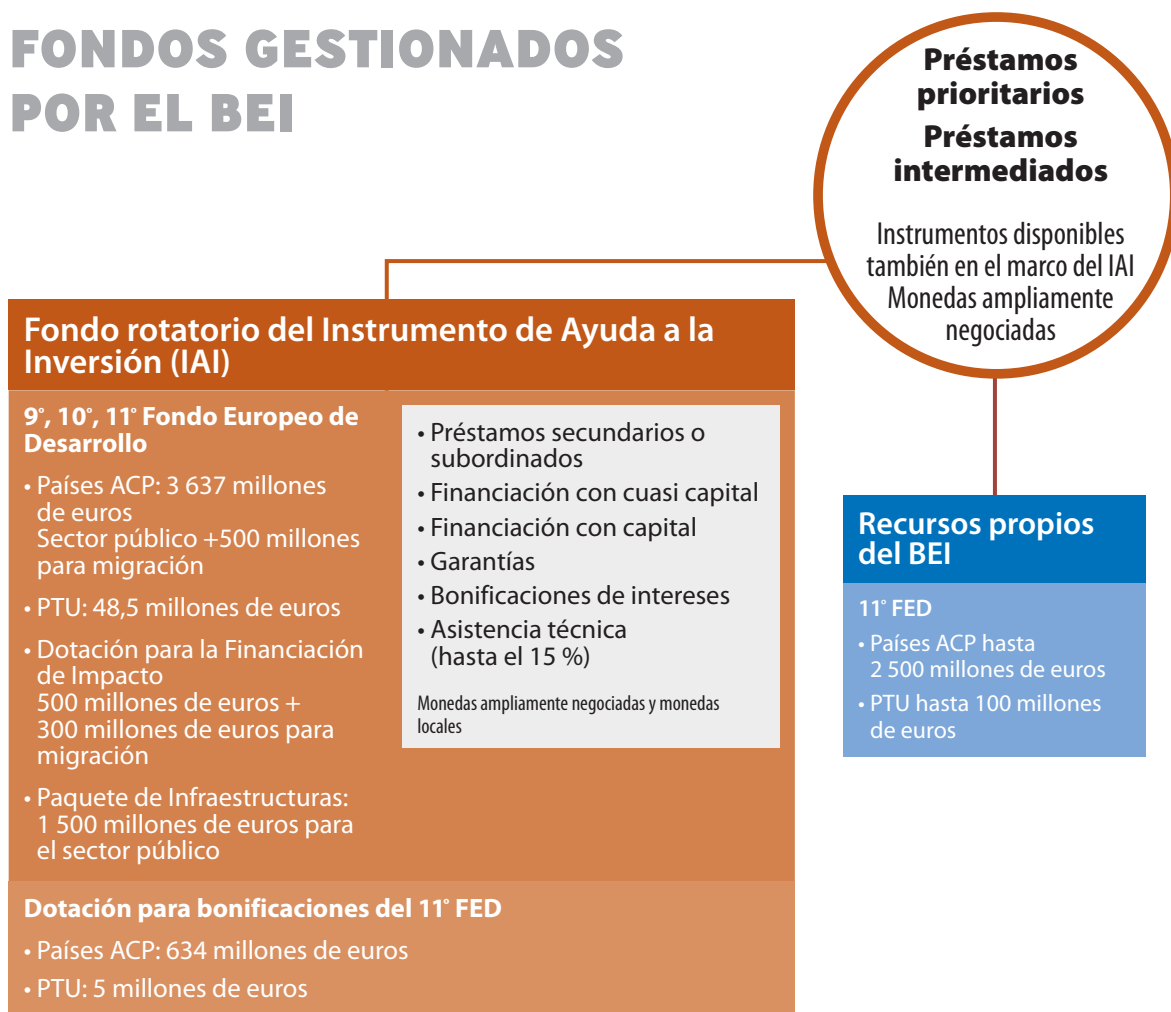 FONDOS GESTIONADOS
POR EL BEI
Préstamos
prioritarios
Préstamos
intermediados
Instrumentos disponibles
también en el marco del IAI
Monedas ampliamente
negociadas
Fondo rotatorio del Instrumento de Ayuda a la
Inversión (IAI)
9°, 10°, 11° Fondo Europeo de
Desarrollo
• Países ACP: 3 637 millones
de euros
Sector público +500 millones
para migración
• PTU: 48,5 millones de euros
• Dotación para la Financiación
de Impacto
500 millones de euros +
300 millones de euros para
migración
• Paquete de Infraestructuras:
1 500 millones de euros para
el sector público
• Préstamos secundarios o
subordinados
• Financiación con cuasi capital
• Financiación con capital
• Garantías
• Bonificaciones de intereses
• Asistencia técnica
(hasta el 15 %)
Monedas ampliamente negociadas y monedas
locales
Dotación para bonificaciones del 11° FED
• Países ACP: 634 millones de euros
• PTU: 5 millones de euros
Recursos propios
del BEI
11° FED
• Países ACP hasta
2 500 millones de euros
• PTU hasta 100 millones
de euros